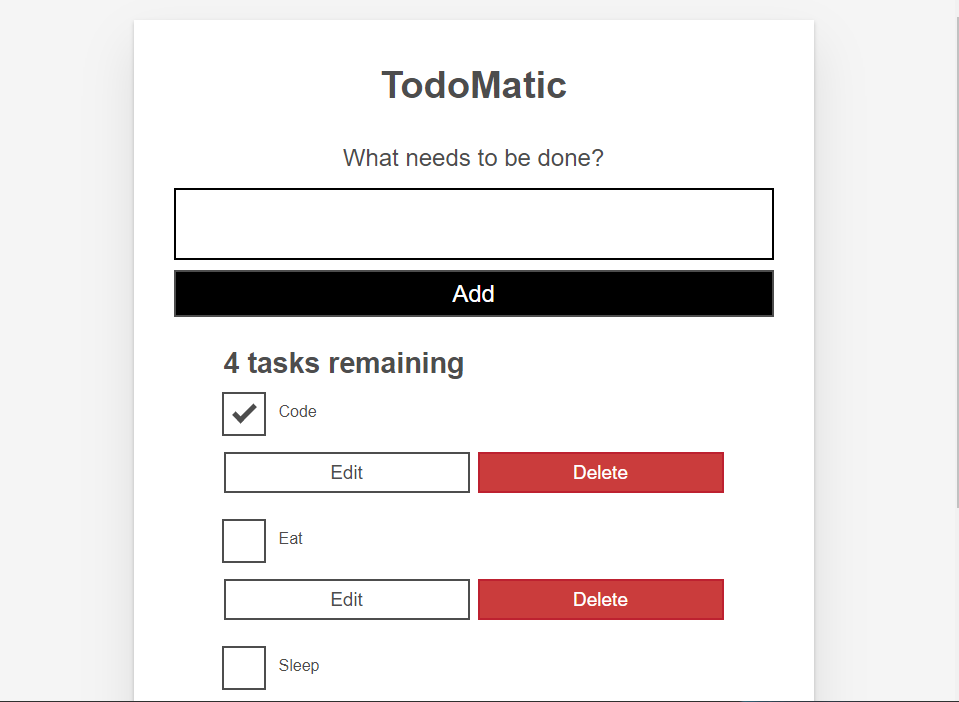 TodoMatic
What needs to be done?
Add
4 tasks remaining
Code
Edit Delete
Eat
Edit Delete
Sleep